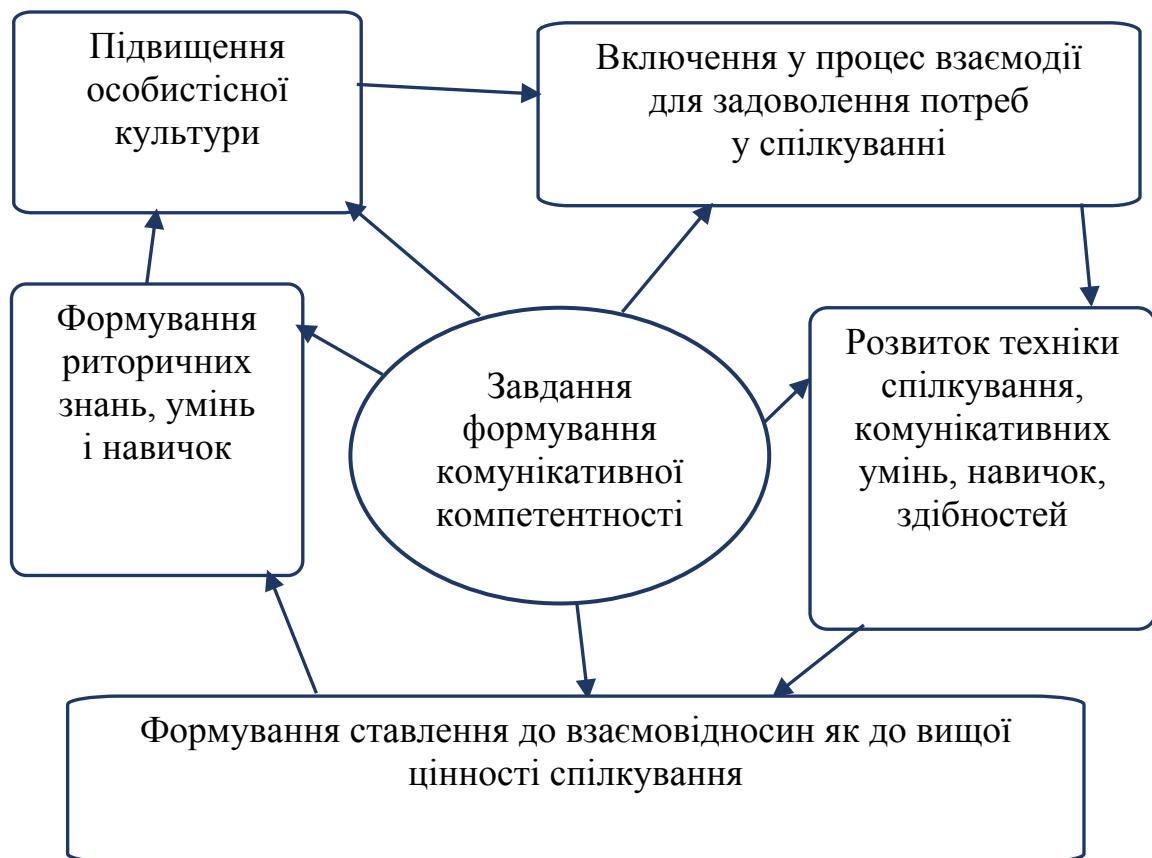 Підвищення
особистісної
культури
Включення у процес взаємодії
для задоволення потреб
у спілкуванні
Формування
риторичних
знань, умінь
і навичок
Завдання
формування
комунікативної
компетентності
Розвиток техніки
спілкування,
комунікативних
умінь, навичок,
здібностей
Формування ставлення до взаємовідносин як до вищої
цінності спілкування